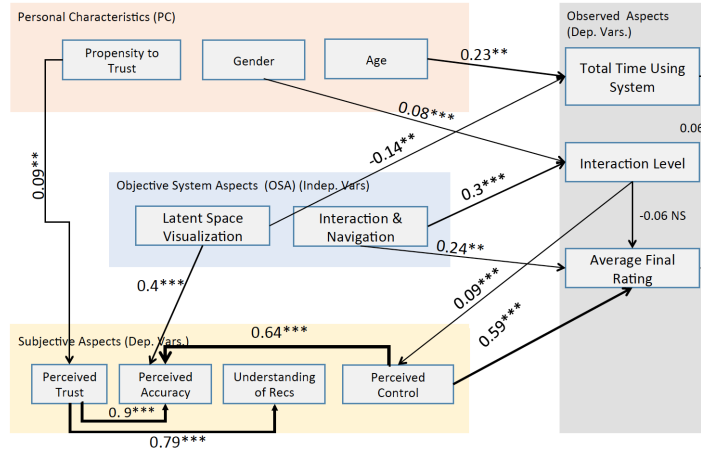 Personal Characteristics (PC)
Observed Aspects
(Dep. Vars.)
Propensity to
Trust
Gender
Age
0.23**
Total Time Using
System
0.08***
-0.14**
0.06
0.09**
Interaction Level
Objective System Aspects (OSA) (Indep. Vars)
0.3***
Latent Space
Visualization
Interaction &
Navigation
-0.06 NS
0.24**
Average Final
Rating
0.4***
0.09***
0.59***
Subjective Aspects (Dep. Vars.)
0.64***
Perceived
Trust
Perceived
Accuracy
Understanding
of Recs
Perceived
Control
0. 9***
0.79***